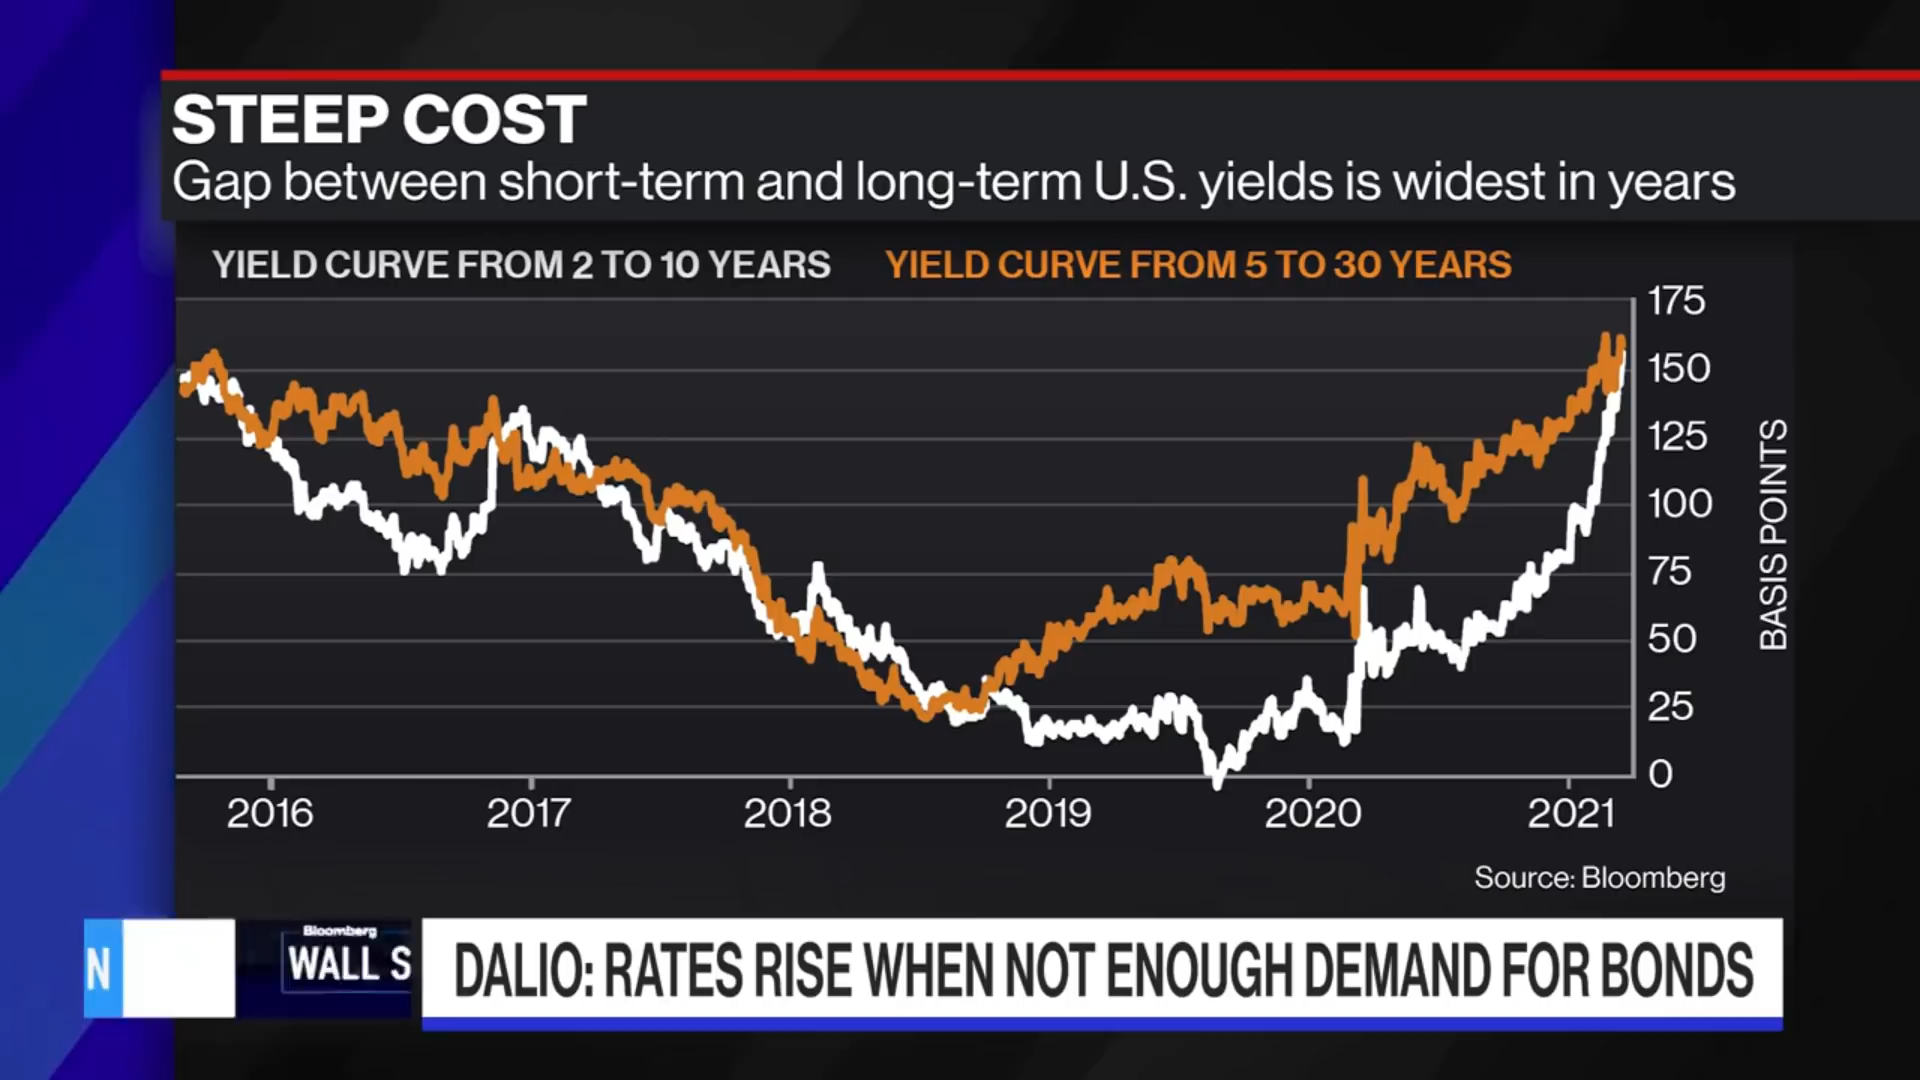 STEEP COST
Gap between short-term and long-term U.S. yields is widest in years
YIELD CURVE FROM 2 TO 10 YEARS YIELD CURVE FROM 5 TO 30 YEARS
175
150
125
100
75
50
25
0
BASIS POINTS
2016 2017 2018 2019 2020 2021
Source: Bloomberg
N
Bloomberg
WALL S
DALIO: RATES RISE WHEN NOT ENOUGH DEMAND FOR BONDS